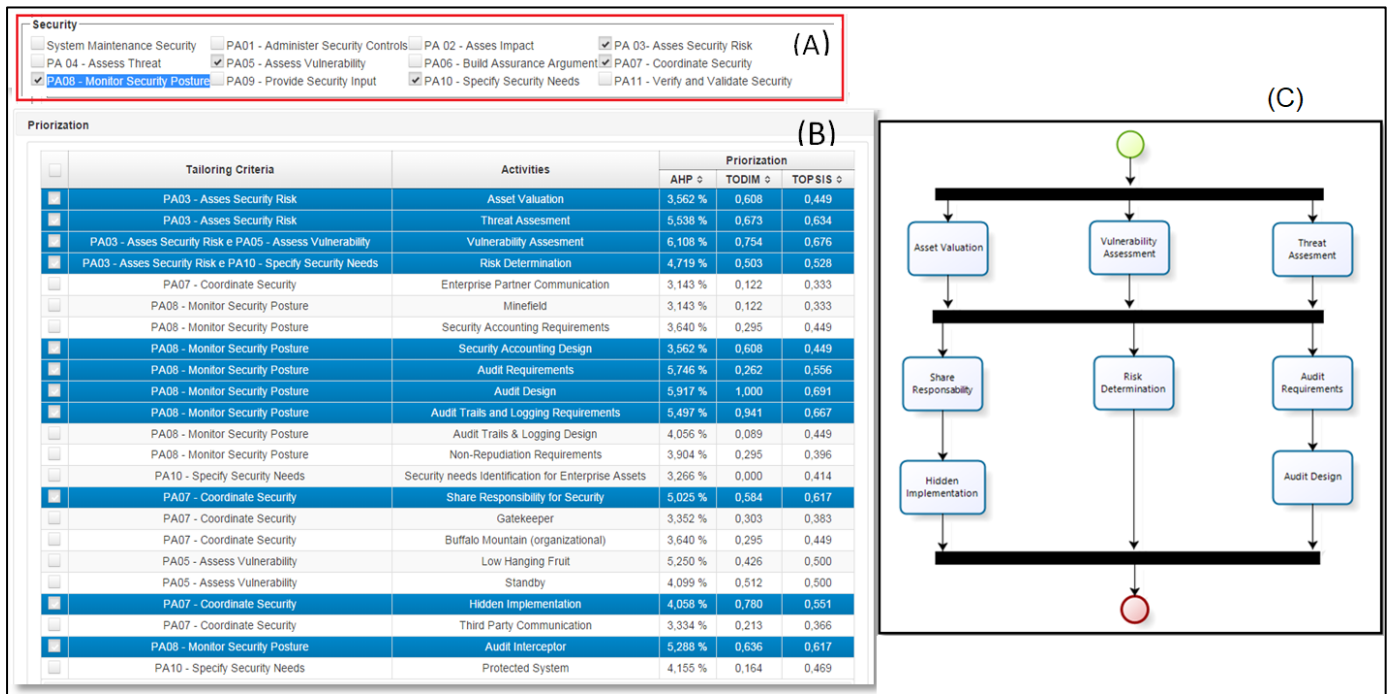 Security
(A)
System Maintenance Security PA01 - Administer Security Controls PA 02 - Asses Impact PA 03- Asses Security Risk
PA 04 - Assess Threat PA05 - Assess Vulnerability PA06 - Build Assurance Argument PA07 - Coordinate Security
PA08 - Monitor Security Posture PA09 - Provide Security Input PA10 - Specify Security Needs PA11 - Verify and Validate Security
Priorization
(B)
Tailoring Criteria Activities Priorization
AHP TODIM TOPSIS
PA03 - Asses Security Risk Asset Valuation 3,562 % 0,608 0,449
PA03 - Asses Security Risk Threat Assesment 5,538 % 0,673 0,634
PA03 - Asses Security Risk e PA05 - Assess Vulnerability Vulnerability Assesment 6,108 % 0,754 0,676
PA03 - Asses Security Risk e PA10 - Specify Security Needs Risk Determination 4,719 % 0,503 0,528
PA07 - Coordinate Security Enterprise Partner Communication 3,143 % 0,122 0,333
PA08 - Monitor Security Posture Minefield 3,143 % 0,122 0,333
PA08 - Monitor Security Posture Security Accounting Requirements 3,640 % 0,295 0,449
PA08 - Monitor Security Posture Security Accounting Design 3,562 % 0,608 0,449
PA08 - Monitor Security Posture Audit Requirements 5,746 % 0,262 0,556
PA08 - Monitor Security Posture Audit Design 5,917 % 1,000 0,691
PA08 - Monitor Security Posture Audit Trails and Logging Requirements 5,497 % 0,941 0,667
PA08 - Monitor Security Posture Audit Trails & Logging Design 4,056 % 0,089 0,449
PA08 - Monitor Security Posture Non-Repudiation Requirements 3,904 % 0,295 0,396
PA10 - Specify Security Needs Security needs Identification for Enterprise Assets 3,266 % 0,000 0,414
PA07 - Coordinate Security Share Responsibility for Security 5,025 % 0,584 0,617
PA07 - Coordinate Security Gatekeeper 3,352 % 0,303 0,383
PA07 - Coordinate Security Buffalo Mountain (organizational) 3,640 % 0,295 0,449
PA05 - Assess Vulnerability Low Hanging Fruit 5,250 % 0,426 0,500
PA05 - Assess Vulnerability Standby 4,099 % 0,512 0,500
PA07 - Coordinate Security Hidden Implementation 4,058 % 0,780 0,551
PA07 - Coordinate Security Third Party Communication 3,334 % 0,213 0,366
PA08 - Monitor Security Posture Audit Interceptor 5,288 % 0,636 0,617
PA10 - Specify Security Needs Protected System 4,155 % 0,164 0,469
(C)
Asset Valuation
Vulnerability
Assessment
Threat
Assesment
Share
Responsability
Risk
Determination
Audit
Requirements
Hidden
Implementation
Audit Design